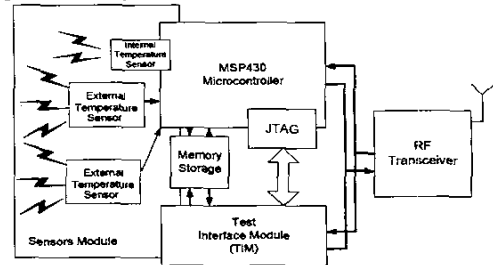 Internal
Temperature
Sensor
MSP430
Microcontroller
External
Temperature
Sensor
JTAG
RF
Transceiver
Memory
Storage
External
Temperature
Sensor
Test
Interface Module
(TIM)
Sensors Module